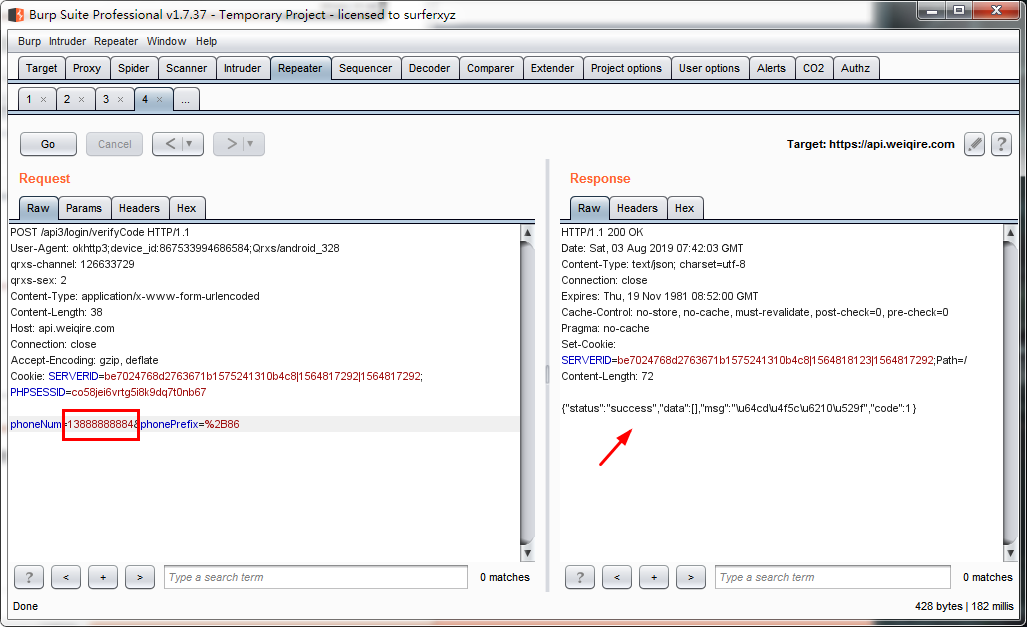 Burp Suite Professional v1.7.37 - Temporary Project - licensed to surferxyz
Burp Intruder Repeater Window Help
Target Proxy Spider Scanner Intruder Repeater Sequencer Decoder Comparer Extender Project options User options Alerts CO2 Authz
1 × 2 × 3 × 4 × ...
Go Cancel < ▼ > ▼ Target: https://api.weiqire.com ?
Request
Raw Params Headers Hex
POST /api3/login/verifyCode HTTP/1.1
User-Agent: okhttp3;device_id:867533994686584;Qrxs/android_328
qrxs-channel: 126633729
qrxs-sex: 2
Content-Type: application/x-www-form-urlencoded
Content-Length: 38
Host: api.weiqire.com
Connection: close
Accept-Encoding: gzip, deflate
Cookie: SERVERID=be7024768d2763671b1575241310b4c8|1564817292|1564817292;
PHPSESSID=co58jei6vrtg5i8k9dq7t0nb67
phoneNum=13888888884&phonePrefix=%2B86
? < + > Type a search term 0 matches
Response
Raw Headers Hex
HTTP/1.1 200 OK
Date: Sat, 03 Aug 2019 07:42:03 GMT
Content-Type: text/json; charset=utf-8
Connection: close
Expires: Thu, 19 Nov 1981 08:52:00 GMT
Cache-Control: no-store, no-cache, must-revalidate, post-check=0, pre-check=0
Pragma: no-cache
Set-Cookie:
SERVERID=be7024768d2763671b1575241310b4c8|1564818123|1564817292;Path=/
Content-Length: 72
{"status":"success","data":[],"msg":"\u64cd\u4f5c\u6210\u529f","code":1}
? < + > Type a search term 0 matches
Done 428 bytes | 182 millis